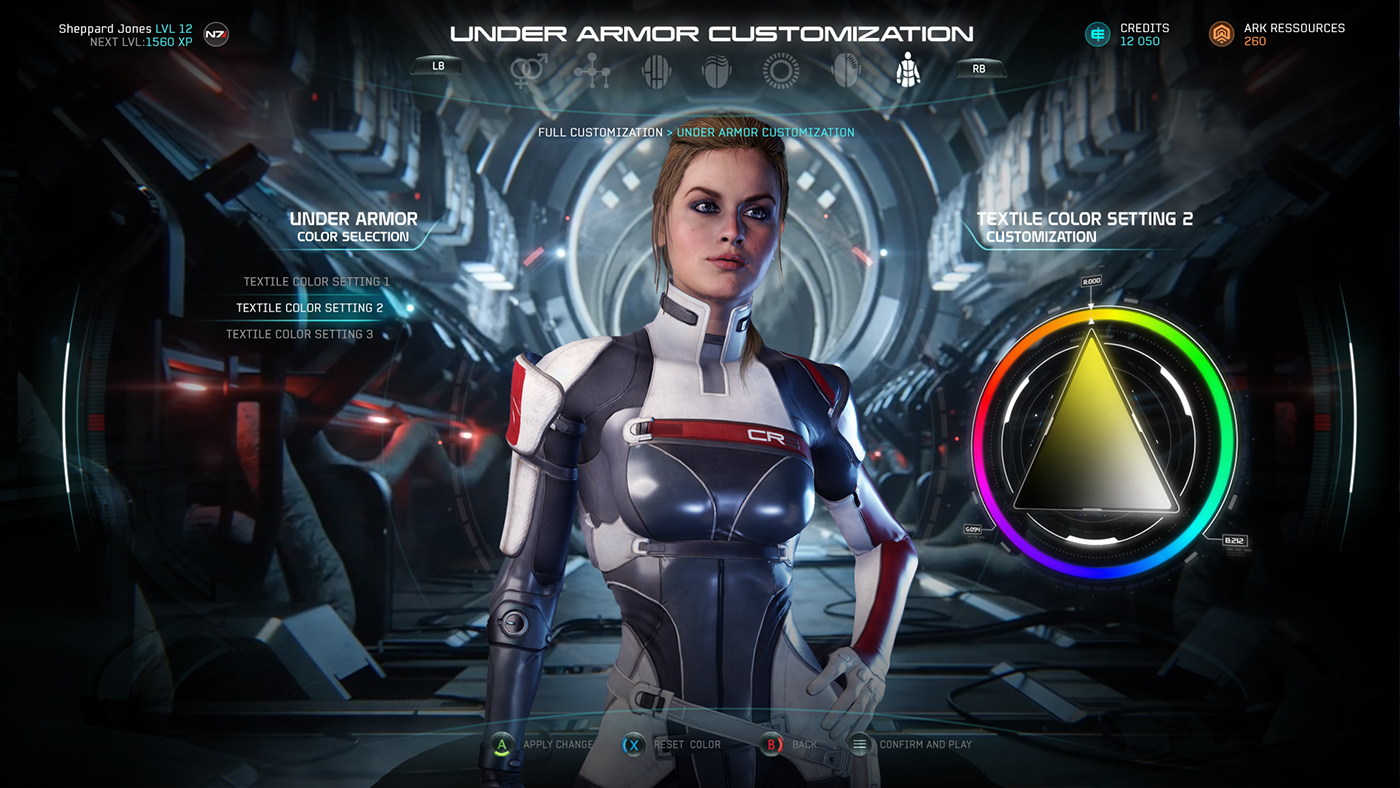 Sheppard Jones LVL 12
NEXT LVL:1560 XP
N7
UNDER ARMOR CUSTOMIZATION
CREDITS
12 050
ARK RESSOURCES
260
LB
RB
FULL CUSTOMIZATION > UNDER ARMOR CUSTOMIZATION
UNDER ARMOR
COLOR SELECTION
TEXTILE COLOR SETTING 1
TEXTILE COLOR SETTING 2
TEXTILE COLOR SETTING 3
TEXTILE COLOR SETTING 2
CUSTOMIZATION
R:000
G:094
B:212
CR
A APPLY CHANGE
X RESET COLOR
B BACK
CONFIRM AND PLAY